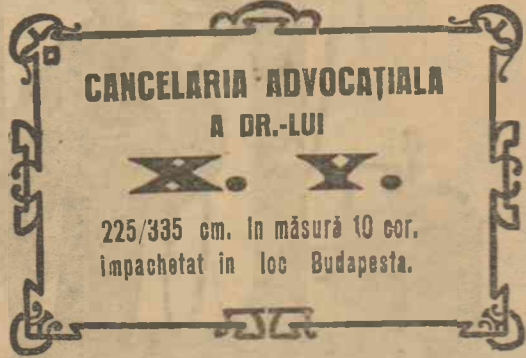 CANCELARIA ADVOCAȚIALA
A DR.-LUI
X. Y.
225/335 cm. în măsură 10 cor.
împachetat în loc Budapesta.